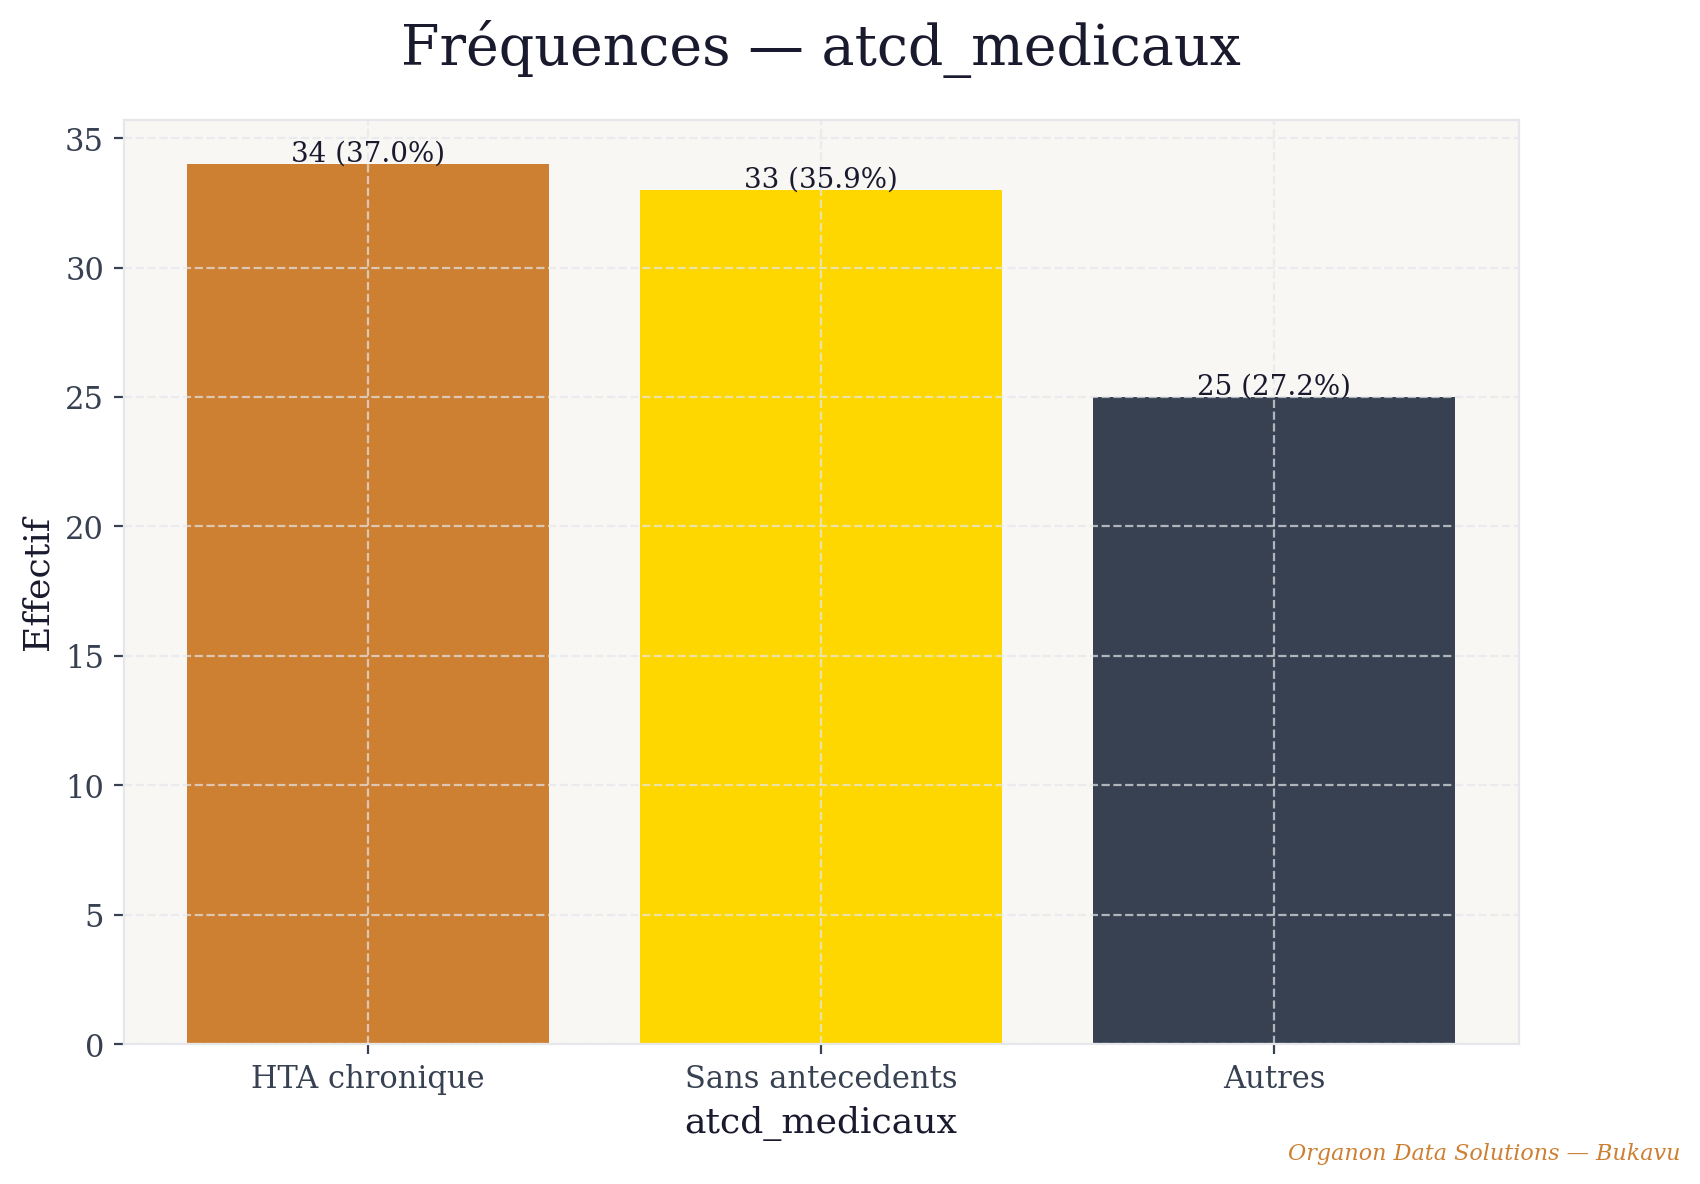 Fréquences — atcd_medicaux
35
30
25
20
15
10
5
0
Effectif
34 (37.0%)
33 (35.9%)
25 (27.2%)
HTA chronique
Sans antecedents
Autres
atcd_medicaux
Organon Data Solutions — Bukavu